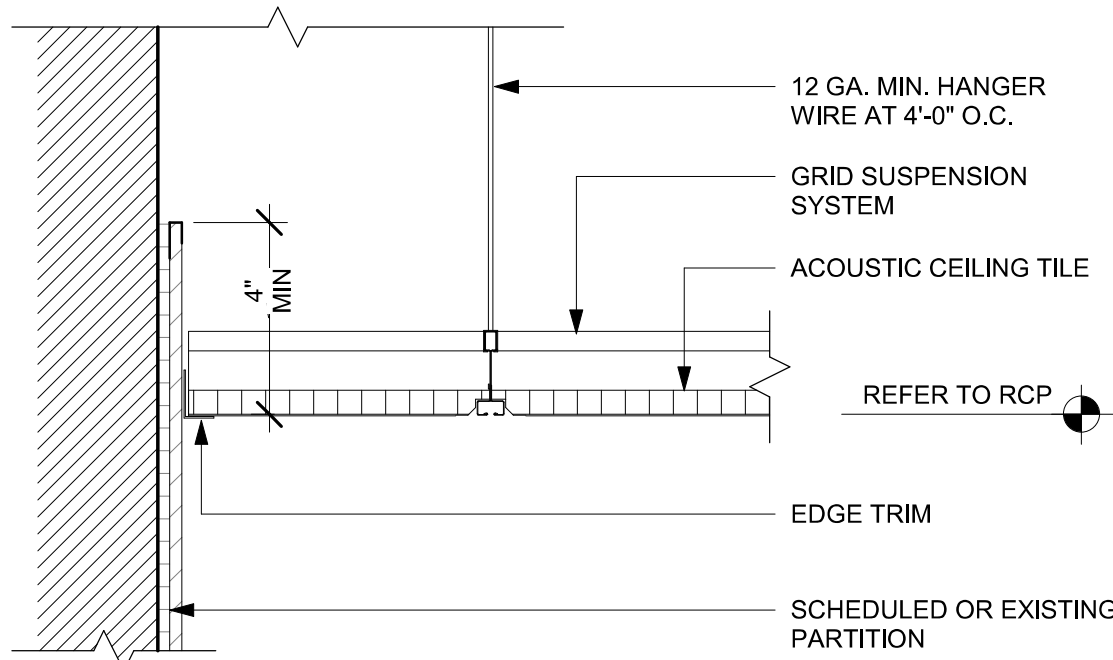 12 GA. MIN. HANGER
WIRE AT 4'-0" O.C.
GRID SUSPENSION
SYSTEM
4"
MIN
ACOUSTIC CEILING TILE
REFER TO RCP
EDGE TRIM
SCHEDULED OR EXISTING
PARTITION